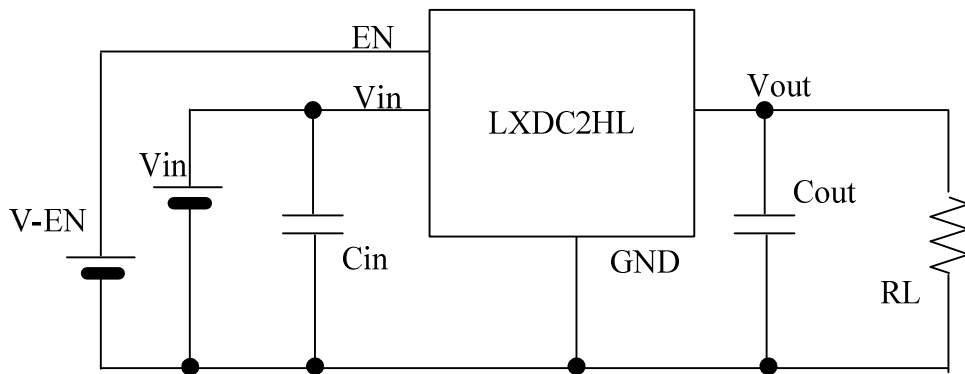 EN
Vin
LXDC2HL
Vout
Vin
V-EN
Cin
GND
Cout
RL